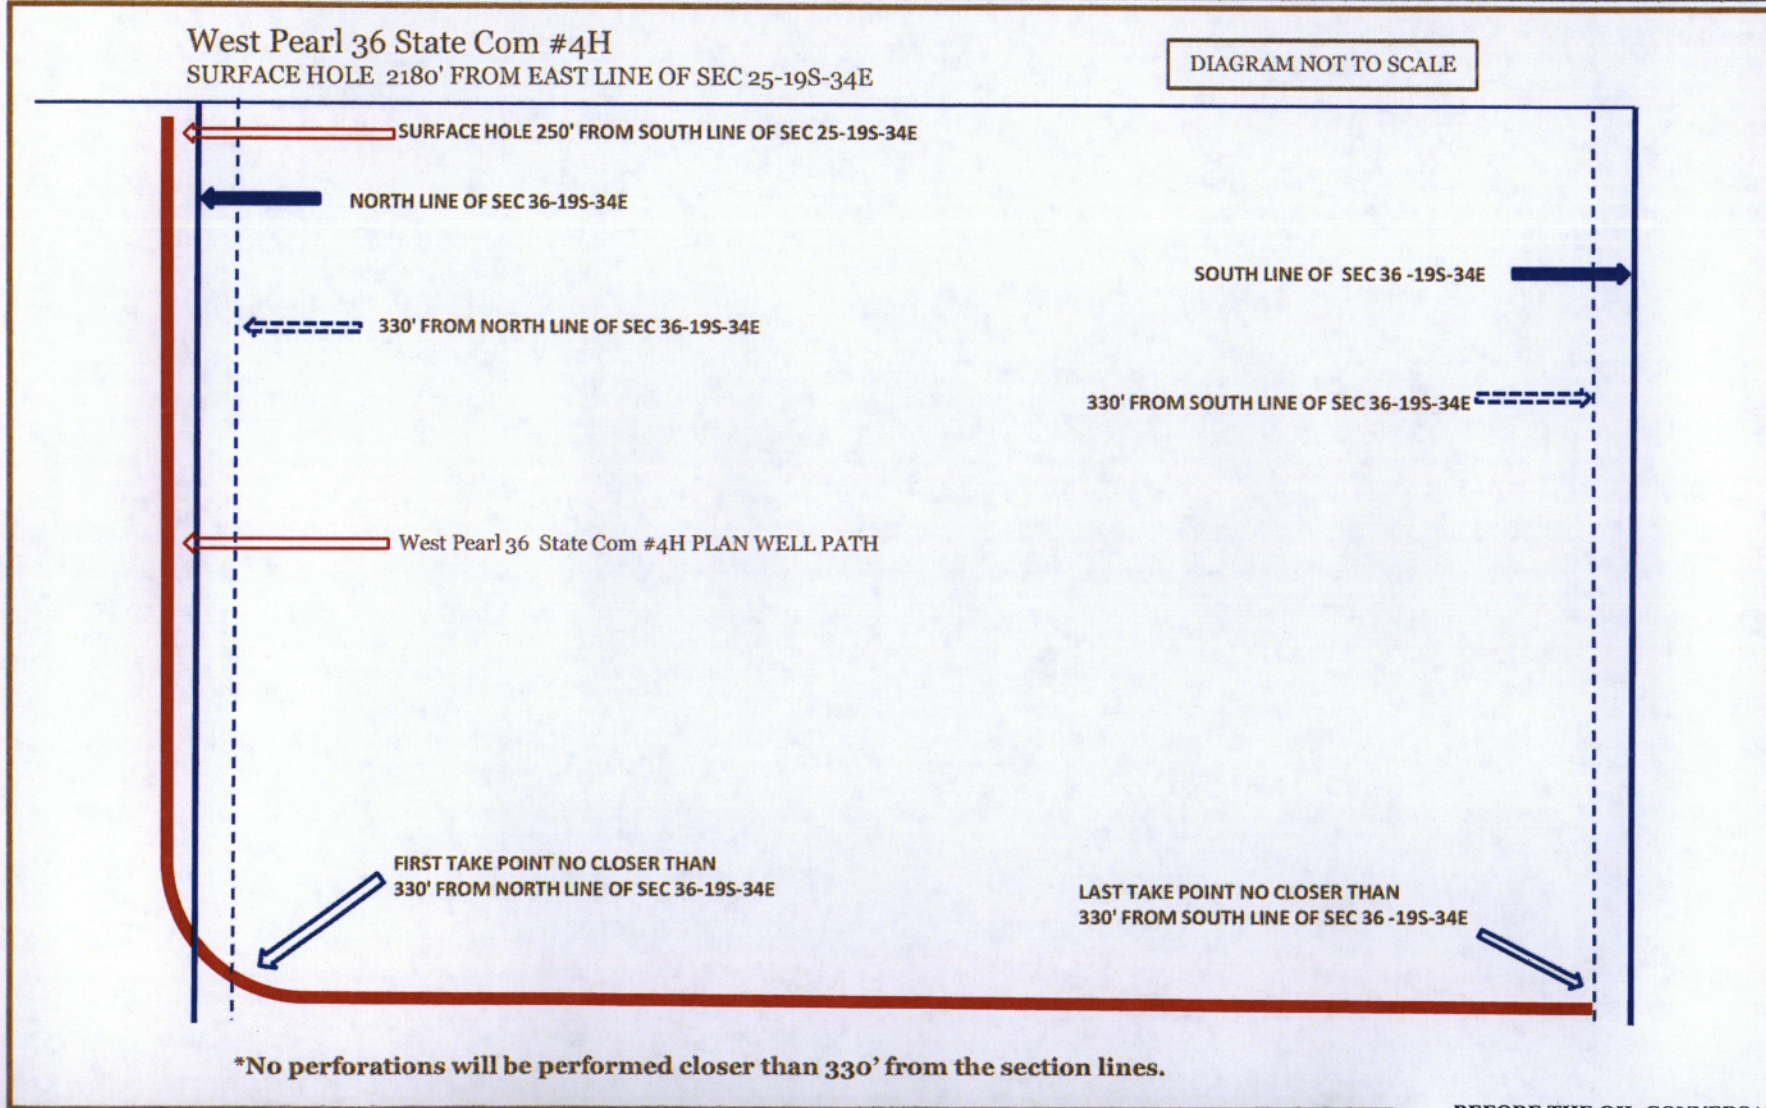 West Pearl 36 State Com #4H
SURFACE HOLE 2180' FROM EAST LINE OF SEC 25-19S-34E
DIAGRAM NOT TO SCALE
SURFACE HOLE 250' FROM SOUTH LINE OF SEC 25-19S-34E
NORTH LINE OF SEC 36-19S-34E
SOUTH LINE OF SEC 36 -19S-34E
330' FROM NORTH LINE OF SEC 36-19S-34E
330' FROM SOUTH LINE OF SEC 36-19S-34E
West Pearl 36 State Com #4H PLAN WELL PATH
FIRST TAKE POINT NO CLOSER THAN
330' FROM NORTH LINE OF SEC 36-19S-34E
LAST TAKE POINT NO CLOSER THAN
330' FROM SOUTH LINE OF SEC 36 -19S-34E
*No perforations will be performed closer than 330' from the section lines.
BEFORE THE OIL